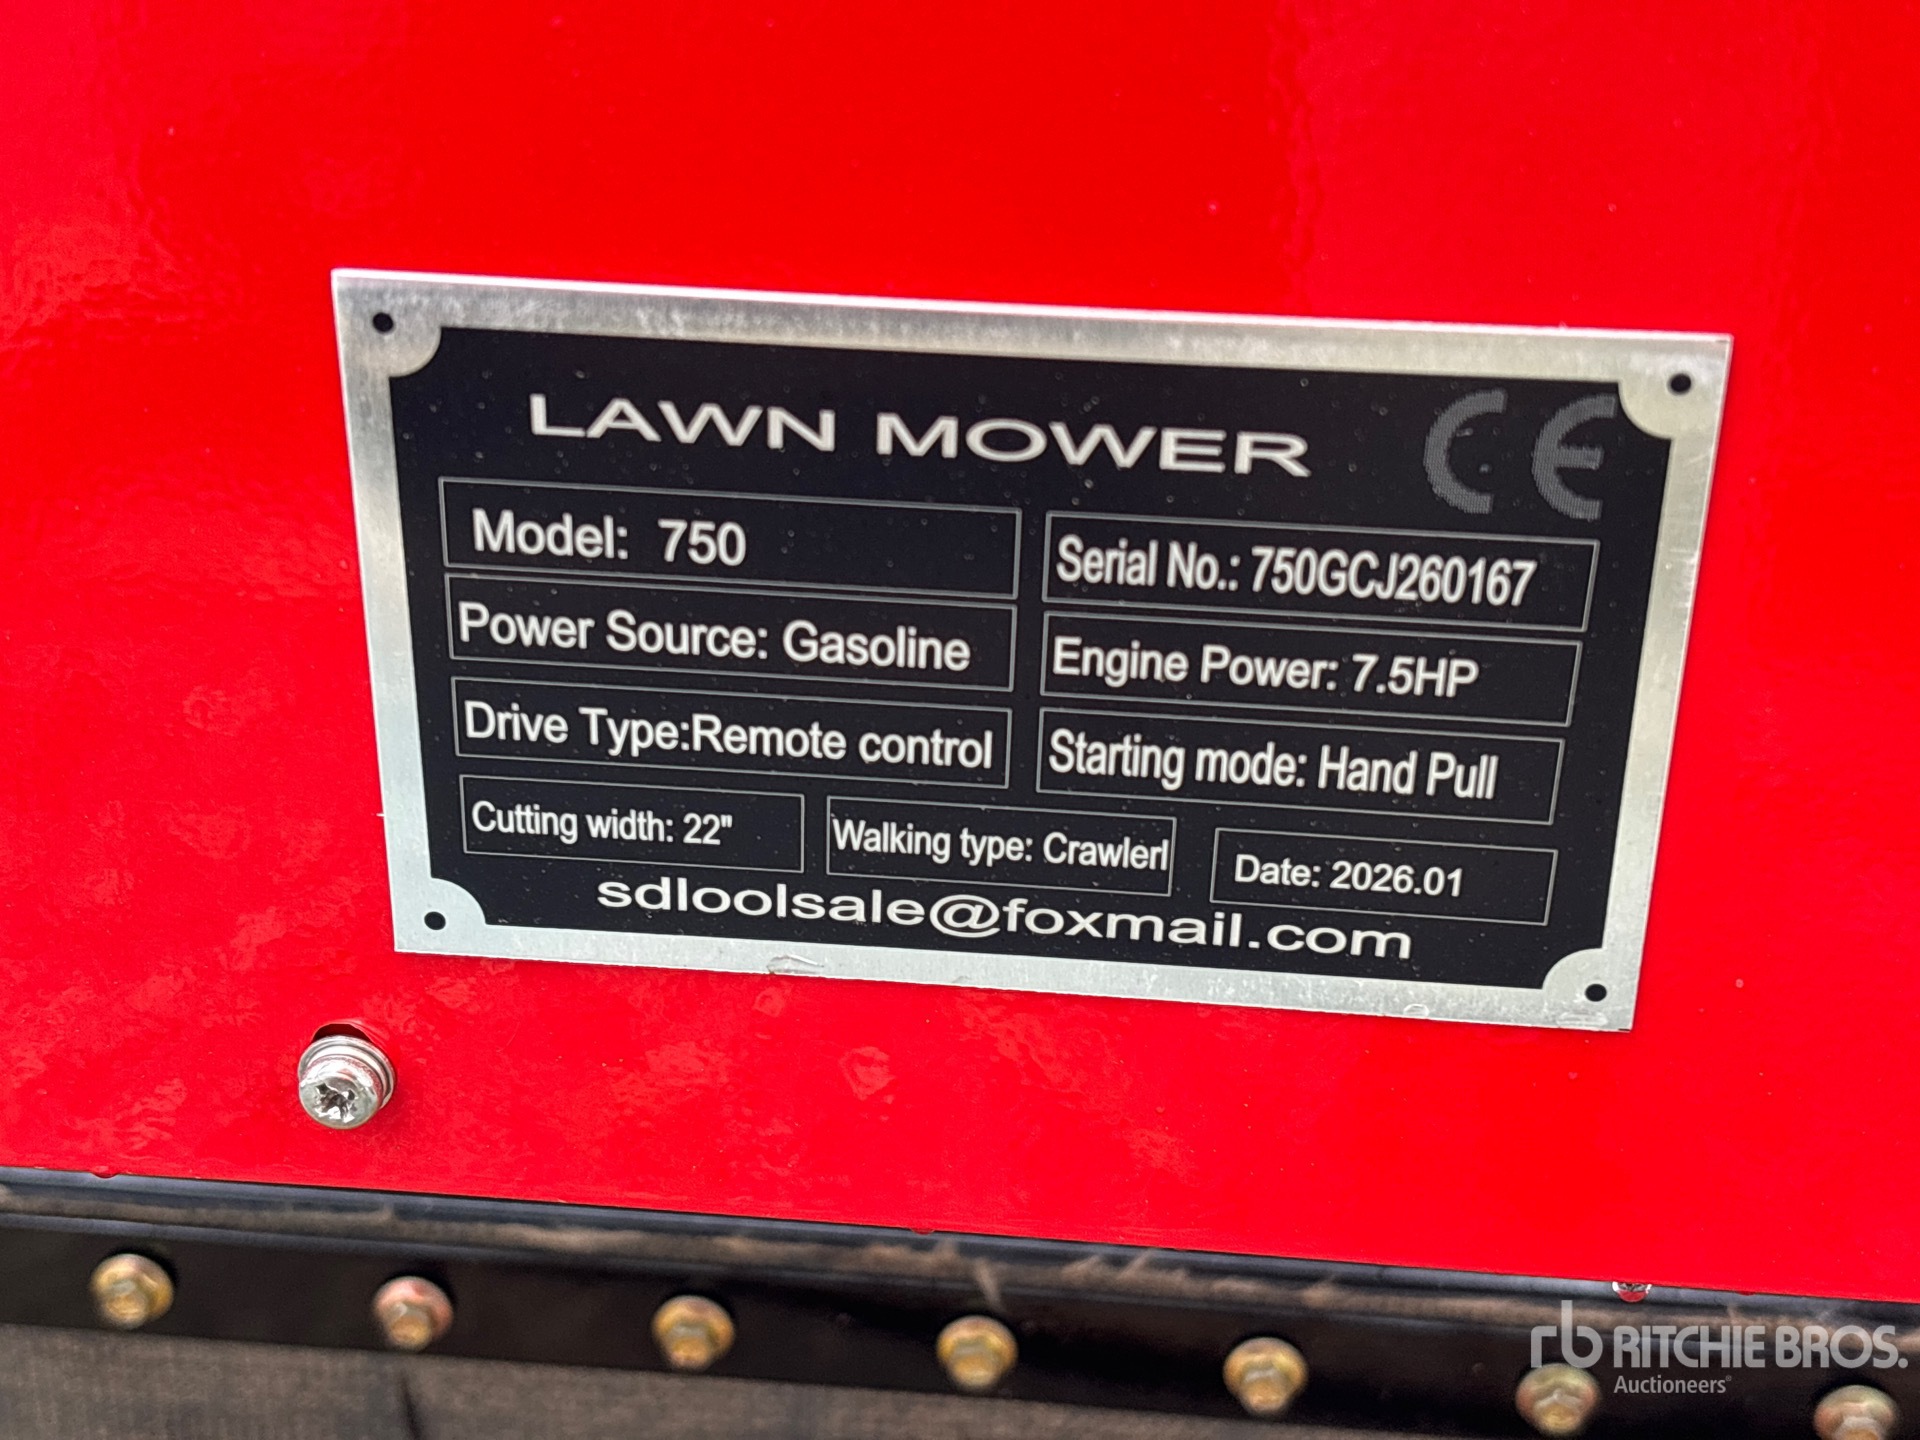 LAWN MOWER CE
Model: 750
Serial No.: 750GCJ260167
Power Source: Gasoline
Engine Power: 7.5HP
Drive Type:Remote control
Starting mode: Hand Pull
Cutting width: 22"
Walking type: Crawlerl
Date: 2026.01
sdloolsale@foxmail.com
rb RITCHIE BROS.
Auctioneers